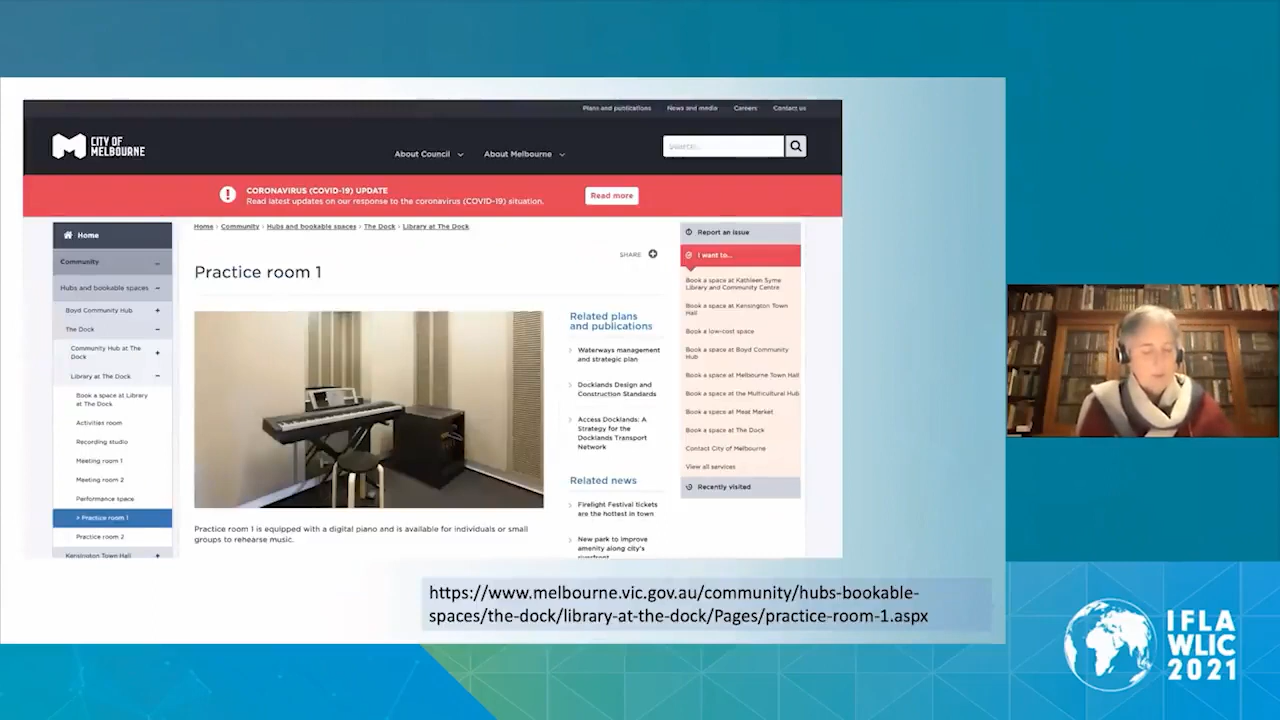 Plans and publications
News and media
Careers
Contact us
CITY OF
MELBOURNE
About Council
About Melbourne
Search...
CORONAVIRUS (COVID-19) UPDATE
Read latest updates on our response to the coronavirus (COVID-19) situation.
Read more
Home
Community
Hubs and bookable spaces
Boyd Community Hub
The Dock
Community Hub at The
Dock
Library at The Dock
Book a space at Library
at The Dock
Activities room
Recording studio
Meeting room 1
Meeting room 2
Performance space
> Practice room 1
Practice room 2
Kensington Town Hall
Home › Community › Hubs and bookable spaces › The Dock › Library at The Dock
SHARE
Practice room 1
Practice room 1 is equipped with a digital piano and is available for individuals or small
groups to rehearse music.
Related plans
and publications
Waterways management
and strategic plan
Docklands Design and
Construction Standards
Access Docklands: A
Strategy for the
Docklands Transport
Network
Related news
Firelight Festival tickets
are the hottest in town
New park to improve
amenity along city's
riverfront
Report an issue
I want to...
Book a space at Kathleen Syme
Library and Community Centre
Book a space at Kensington Town
Hall
Book a low-cost space
Book a space at Boyd Community
Hub
Book a space at Melbourne Town Hall
Book a space at the Multicultural Hub
Book a space at Meat Market
Book a space at The Dock
Contact City of Melbourne
View all services
Recently visited
https://www.melbourne.vic.gov.au/community/hubs-bookable-
spaces/the-dock/library-at-the-dock/Pages/practice-room-1.aspx
IFLA
WLIC
2021